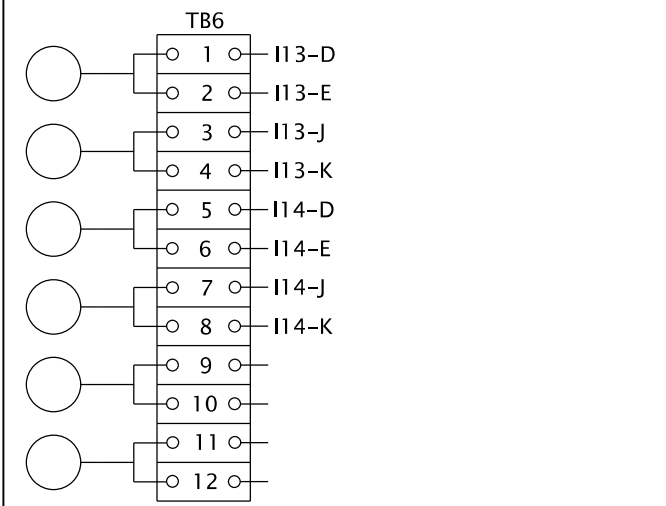 TB6
1 I13-D
2 I13-E
3 I13-J
4 I13-K
5 I14-D
6 I14-E
7 I14-J
8 I14-K
9
10
11
12